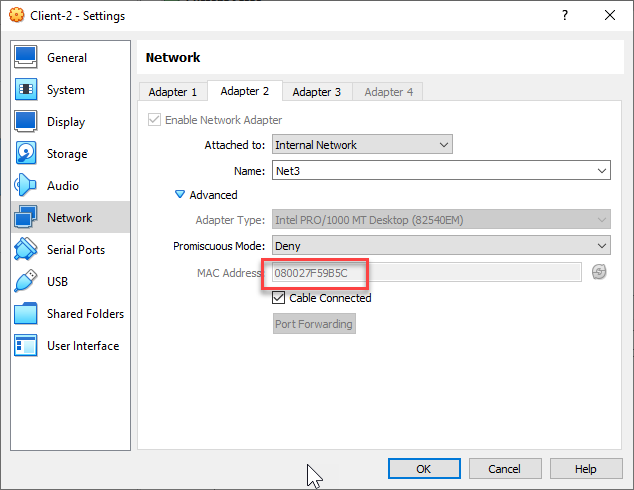 Client-2 - Settings
?
General
System
Display
Storage
Audio
Network
Serial Ports
USB
Shared Folders
User Interface
Network
Adapter 1 Adapter 2 Adapter 3 Adapter 4
Enable Network Adapter
Attached to: Internal Network
Name: Net3
Advanced
Adapter Type: Intel PRO/1000 MT Desktop (82540EM)
Promiscuous Mode: Deny
MAC Address: 080027F59B5C
Cable Connected
Port Forwarding
OK Cancel Help